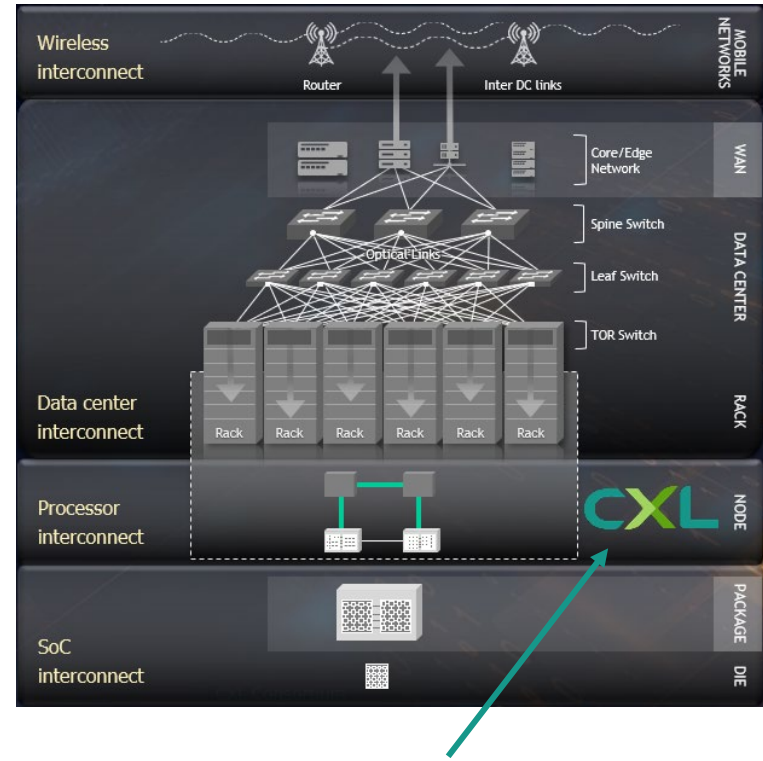 Wireless
interconnect
Router
Inter DC links
MOBILE
NETWORKS
Core/Edge
Network
WAN
Spine Switch
Optical Links
Leaf Switch
DATA CENTER
TOR Switch
Data center
interconnect
Rack
Rack
Rack
Rack
Rack
Rack
RACK
Processor
interconnect
CXL
NODE
PACKAGE
SoC
interconnect
DIE